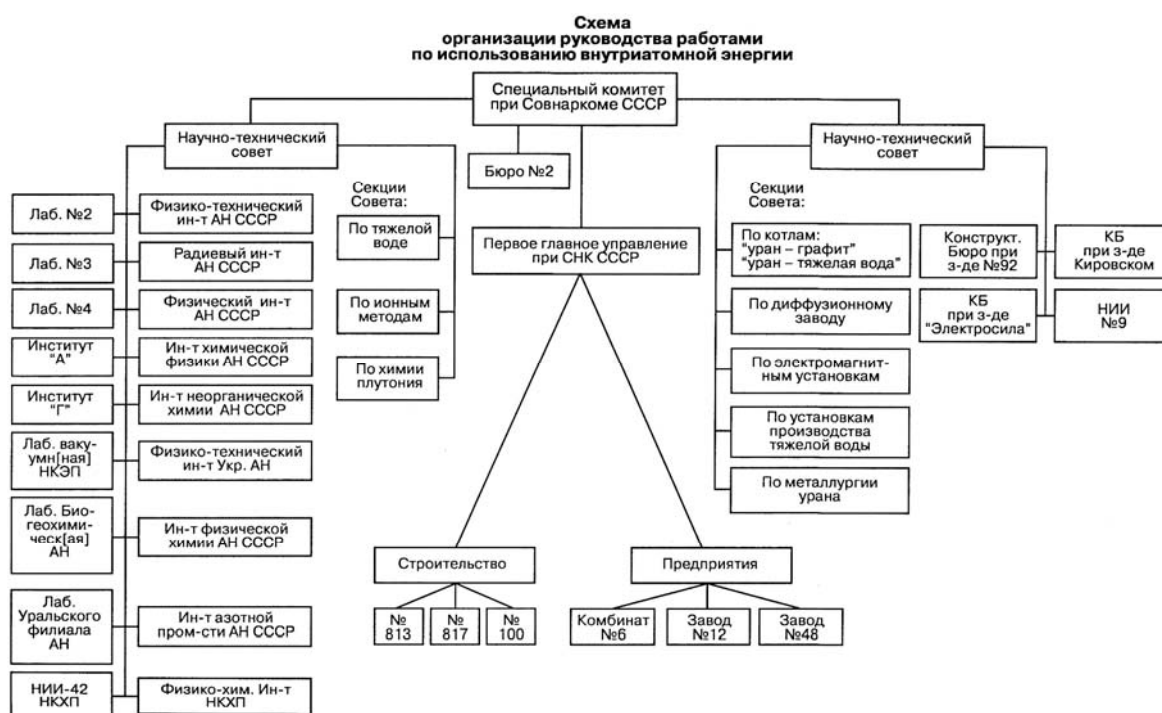 Схема
организации руководства работами
по использованию внутриатомной энергии
Специальный комитет
при Совнаркоме СССР
Научно-технический
совет
Бюро №2
Научно-технический
совет
Лаб. №2
Физико-технический
ин-т АН СССР
Лаб. №3
Радиевый ин-т
АН СССР
Лаб. №4
Физический ин-т
АН СССР
Институт
"А"
Ин-т химической
физики АН СССР
Институт
"Г"
Ин-т неорганической
химии АН СССР
Лаб. ваку-
умн[ная]
НКЭП
Физико-технический
ин-т Укр. АН
Лаб. Био-
геохими-
ческ[ая]
АН
Ин-т физической
химии АН СССР
Лаб.
Уральского
филиала
АН
Ин-т азотной
пром-сти АН СССР
НИИ-42
НКХП
Физико-хим. Ин-т
НКХП
Секции
Совета:
По тяжелой
воде
По ионным
методам
По химии
плутония
Первое главное управление
при СНК СССР
Строительство
№
813
№
817
№
100
Предприятия
Комбинат
№6
Завод
№12
Завод
№48
Секции
Совета:
По котлам:
"уран – графит"
"уран – тяжелая вода"
По диффузионному
заводу
По электромагнит-
ным установкам
По установкам
производства
тяжелой воды
По металлургии
урана
Конструкт.
Бюро при
з-де №92
КБ
при з-де
Кировском
КБ
при з-де
"Электросила"
НИИ
№9